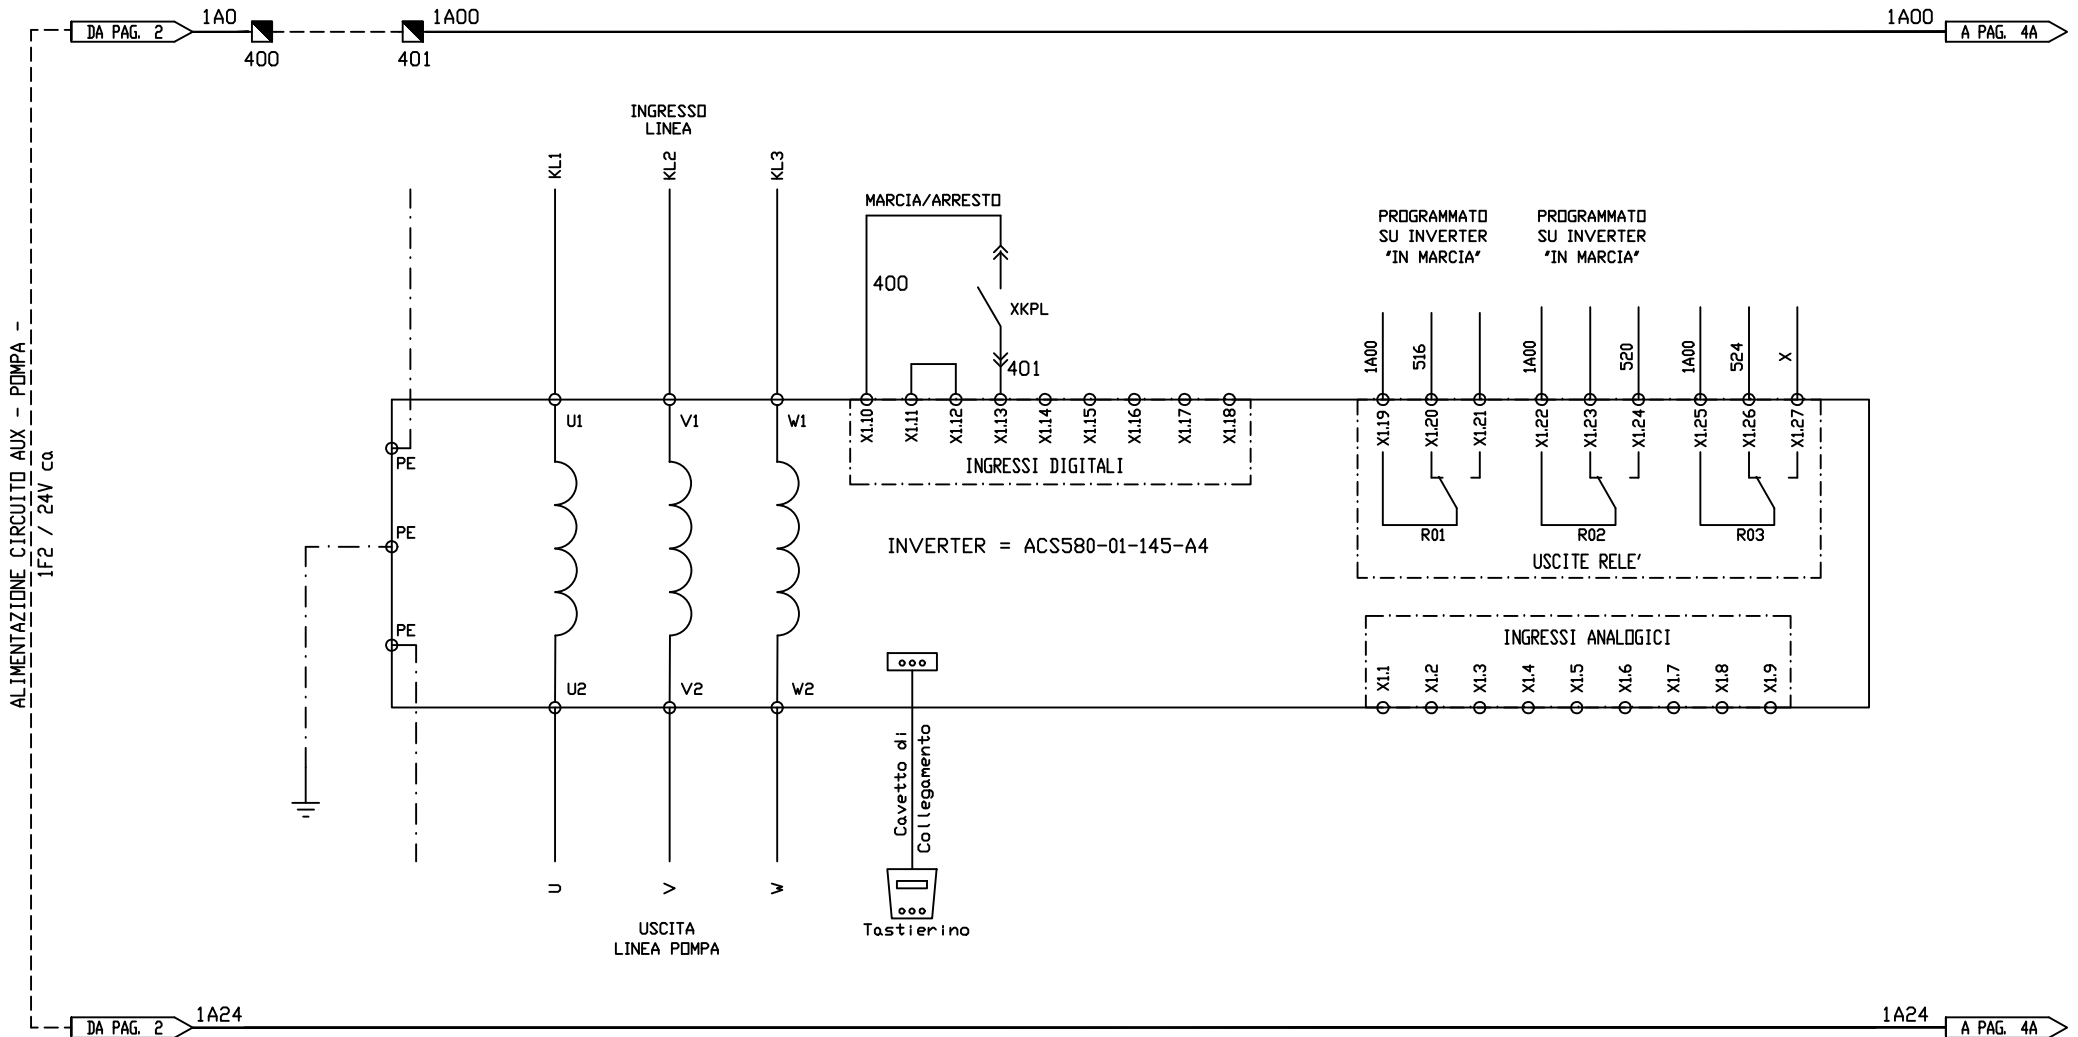 DA PAG. 2
1A0
400
401
1A00
1A00
A PAG. 4A
ALIMENTAZIONE CIRCUITO AUX - POMPA -
1F2 / 24V ca
INGRESSO
LINEA
KL1
KL2
KL3
MARCIA/ARRESTO
400
XKPL
401
PROGRAMMATO
SU INVERTER
"IN MARCIA"
PROGRAMMATO
SU INVERTER
"IN MARCIA"
1A00
516
1A00
520
1A00
524
X
PE
PE
PE
U1
V1
W1
X1.10
X1.11
X1.12
X1.13
X1.14
X1.15
X1.16
X1.17
X1.18
INGRESSI DIGITALI
X1.19
X1.20
X1.21
X1.22
X1.23
X1.24
X1.25
X1.26
X1.27
R01
R02
R03
USCITE RELE'
INVERTER = ACS580-01-145-A4
INGRESSI ANALOGICI
X1.1
X1.2
X1.3
X1.4
X1.5
X1.6
X1.7
X1.8
X1.9
U2
V2
W2
Cavetto di
Collegamento
Tastierino
U
V
W
USCITA
LINEA POMPA
DA PAG. 2
1A24
1A24
A PAG. 4A